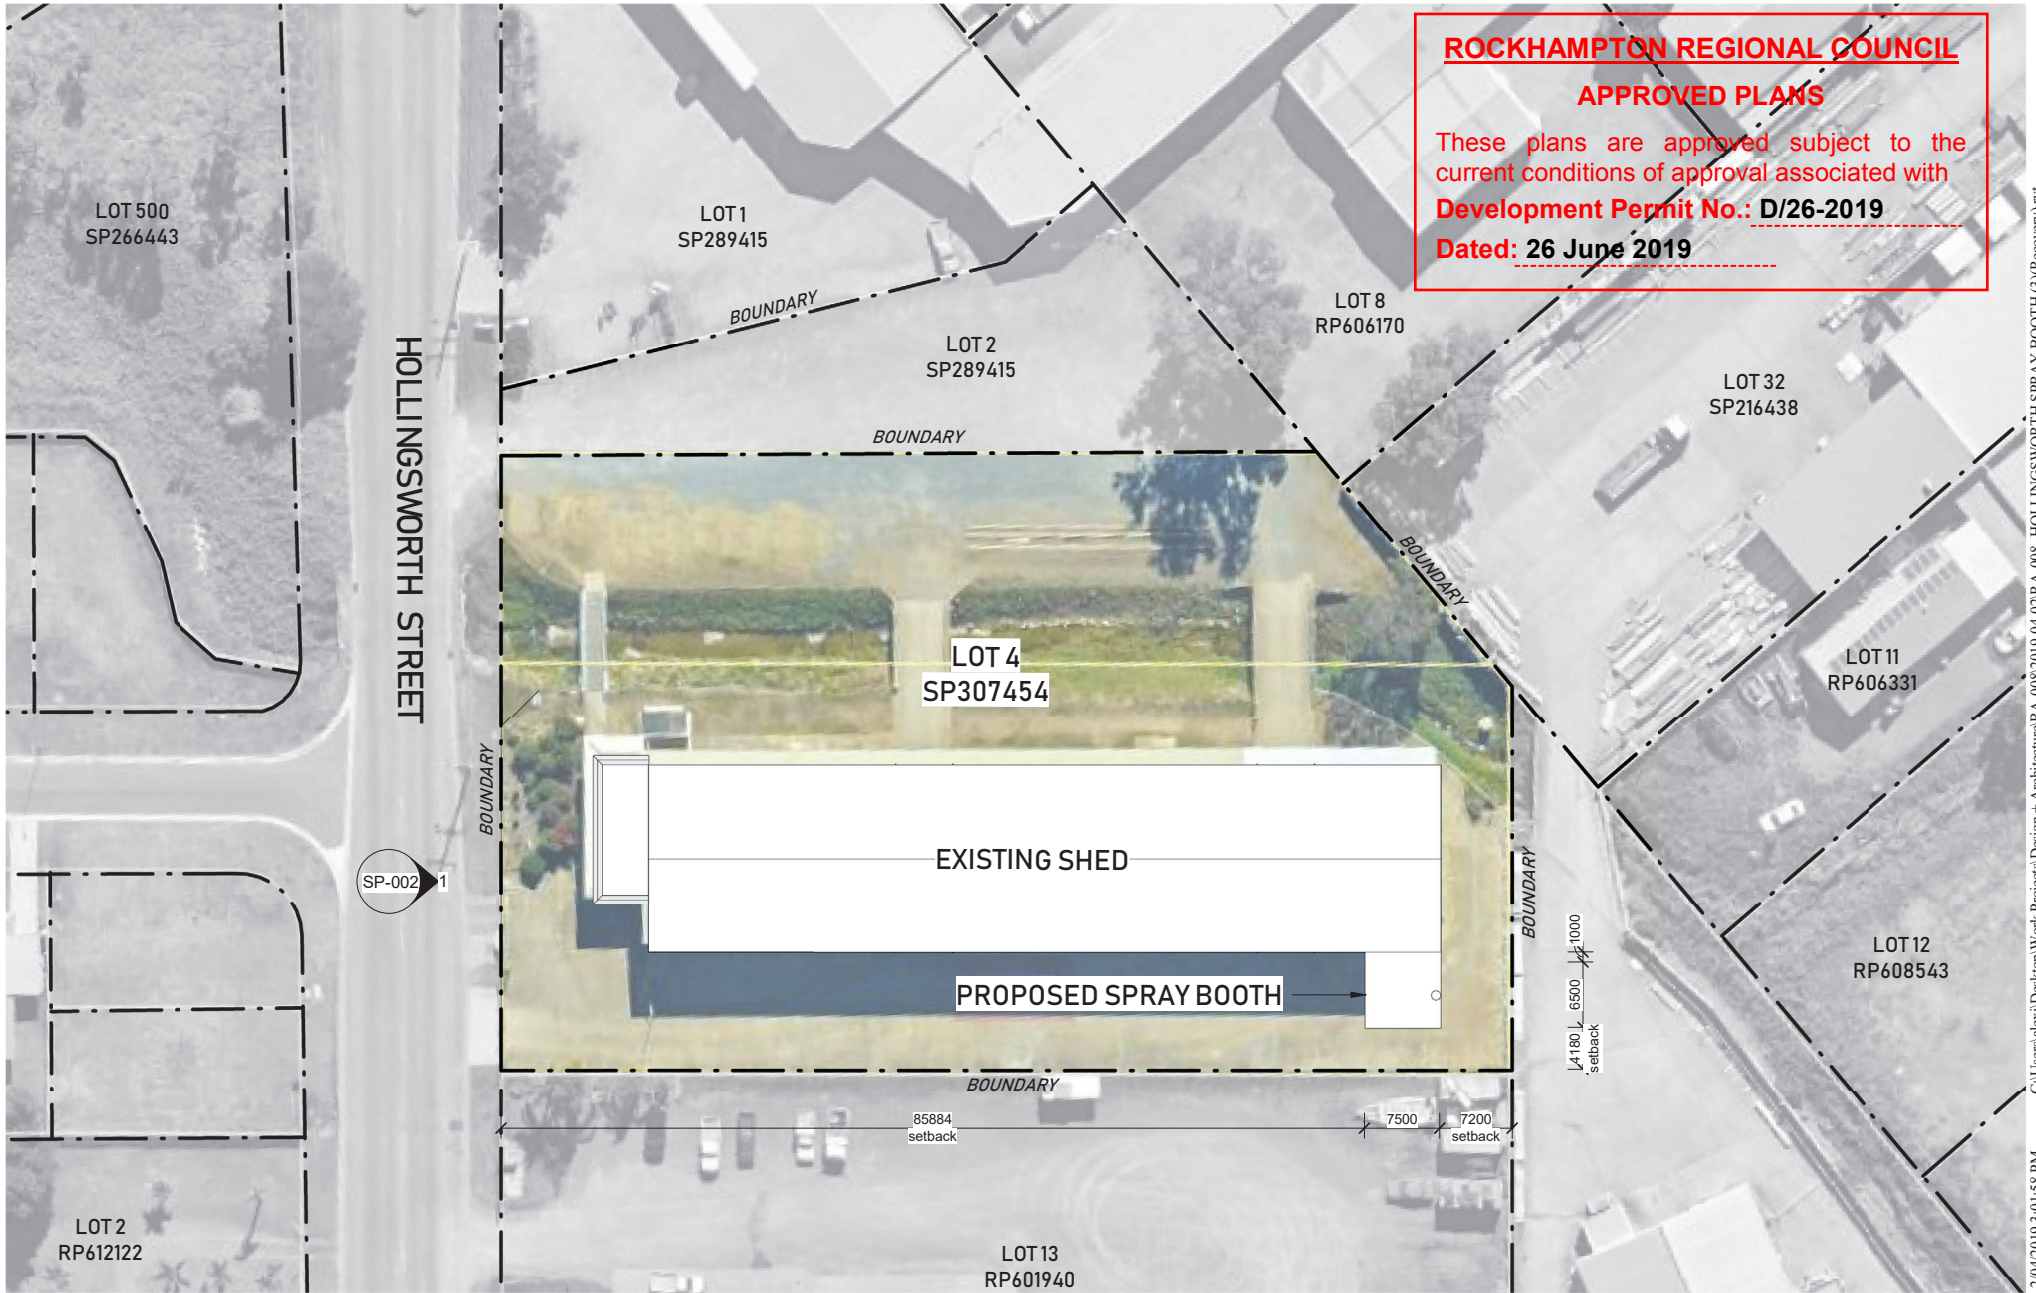 ROCKHAMPTON REGIONAL COUNCIL
APPROVED PLANS
These plans are approved subject to the
current conditions of approval associated with
Development Permit No.: D/26-2019
Dated: 26 June 2019
LOT 500
SP266443
LOT 1
SP289415
BOUNDARY
LOT 2
SP289415
LOT 8
RP606170
LOT 32
SP216438
HOLLINGSWORTH STREET
BOUNDARY
BOUNDARY
LOT 4
SP307454
LOT 11
RP606331
BOUNDARY
EXISTING SHED
SP-002
1
BOUNDARY
PROPOSED SPRAY BOOTH
1000
6500
4180
setback
LOT 12
RP608543
BOUNDARY
85884
setback
7500
7200
setback
LOT 2
RP612122
LOT 13
RP601940